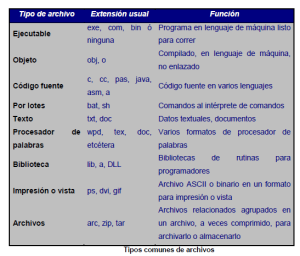 Tipo de archivo Extensión usual Función
Ejecutable exe, com, bin ó ninguna Programa en lenguaje de máquina listo para correr
Objeto obj, o Compilado, en lenguaje de máquina, no enlazado
Código fuente c, cc, pas, java, asm, a Código fuente en varios lenguajes
Por lotes bat, sh Comandos al intérprete de comandos
Texto txt, doc Datos textuales, documentos
Procesador de palabras wpd, tex, doc, etcétera Varios formatos de procesador de palabras
Biblioteca lib, a, DLL Bibliotecas de rutinas para programadores
Impresión o vista ps, dvi, gif Archivo ASCII o binario en un formato para impresión o vista
Archivos arc, zip, tar Archivos relacionados agrupados en un archivo, a veces comprimido, para archivarlo o almacenarlo
Tipos comunes de archivos